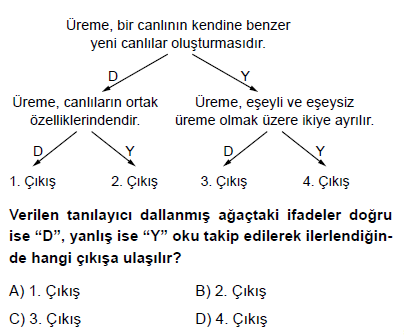 Üreme, bir canlının kendine benzer
yeni canlılar oluşturmasıdır.
D
Y
Üreme, canlıların ortak
özelliklerindendir.
Üreme, eşeyli ve eşeysiz
üreme olmak üzere ikiye ayrılır.
D
Y
D
Y
1. Çıkış
2. Çıkış
3. Çıkış
4. Çıkış
Verilen tanılayıcı dallanmış ağaçtaki ifadeler doğru
ise “D”, yanlış ise “Y” oku takip edilerek ilerlendiğin-
de hangi çıkışa ulaşılır?
A) 1. Çıkış
B) 2. Çıkış
C) 3. Çıkış
D) 4. Çıkış